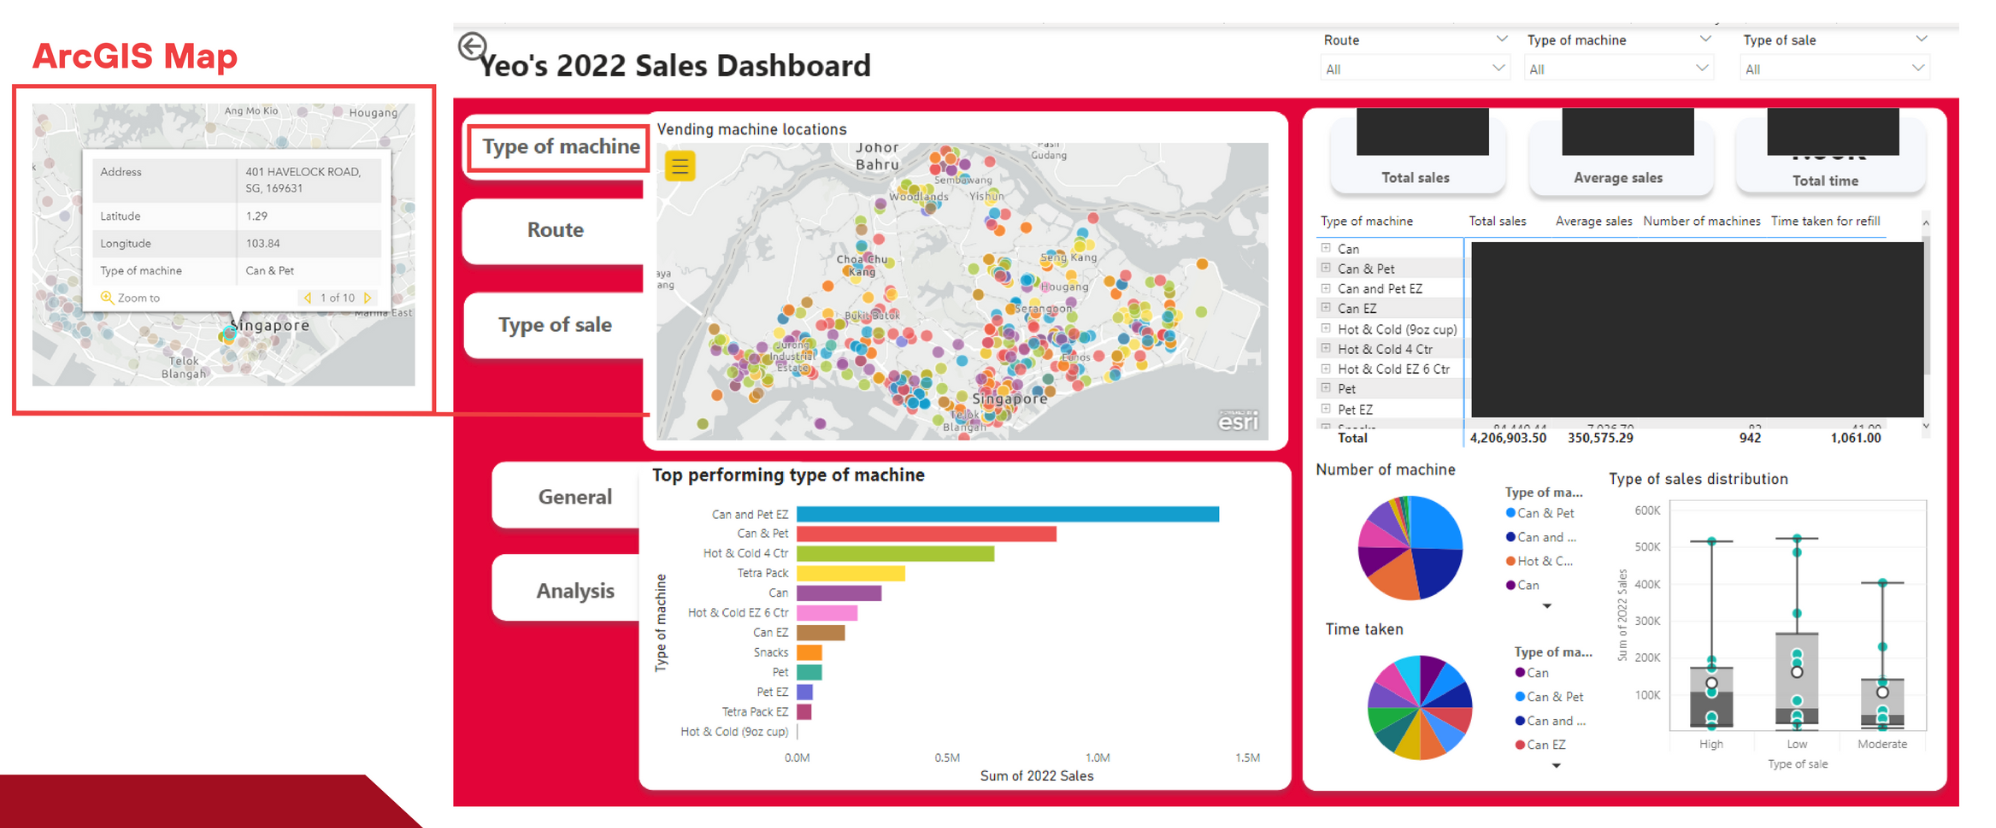 ArcGIS Map
Ang Mo Kio
Hougang
Address
401 HAVELOCK ROAD,
SG, 169631
Latitude
1.29
Longitude
103.84
Type of machine
Can & Pet
Zoom to
1 of 10
Marina East
Singapore
Telok
Blangah
Yeo's 2022 Sales Dashboard
Route
All
Type of machine
All
Type of sale
All
Type of machine
Route
Type of sale
General
Analysis
Vending machine locations
Johor
Bahru
Pasir
Gudang
Sembawang
Woodlands
Yishun
Choa Chu
Kang
Seng Kang
aya
ang
Hougang
Serangoon
Bukit Batok
Jurong
Industrial
Estate
Eunos
Singapore
Telok
Blangah
POWERED BY
esri
Top performing type of machine
Type of machine
Can and Pet EZ
Can & Pet
Hot & Cold 4 Ctr
Tetra Pack
Can
Hot & Cold EZ 6 Ctr
Can EZ
Snacks
Pet
Pet EZ
Tetra Pack EZ
Hot & Cold (9oz cup)
0.0M 0.5M 1.0M 1.5M
Sum of 2022 Sales
Total sales
Average sales
Total time
Type of machine Total sales Average sales Number of machines Time taken for refill
Can
Can & Pet
Can and Pet EZ
Can EZ
Hot & Cold (9oz cup)
Hot & Cold 4 Ctr
Hot & Cold EZ 6 Ctr
Pet
Pet EZ
Snacks
Total 4,206,903.50 350,575.29 942 1,061.00
Number of machine
Type of ma...
Can & Pet
Can and ...
Hot & C...
Can
Time taken
Type of ma...
Can
Can & Pet
Can and ...
Can EZ
Type of sales distribution
Sum of 2022 Sales
600K
500K
400K
300K
200K
100K
High Low Moderate
Type of sale